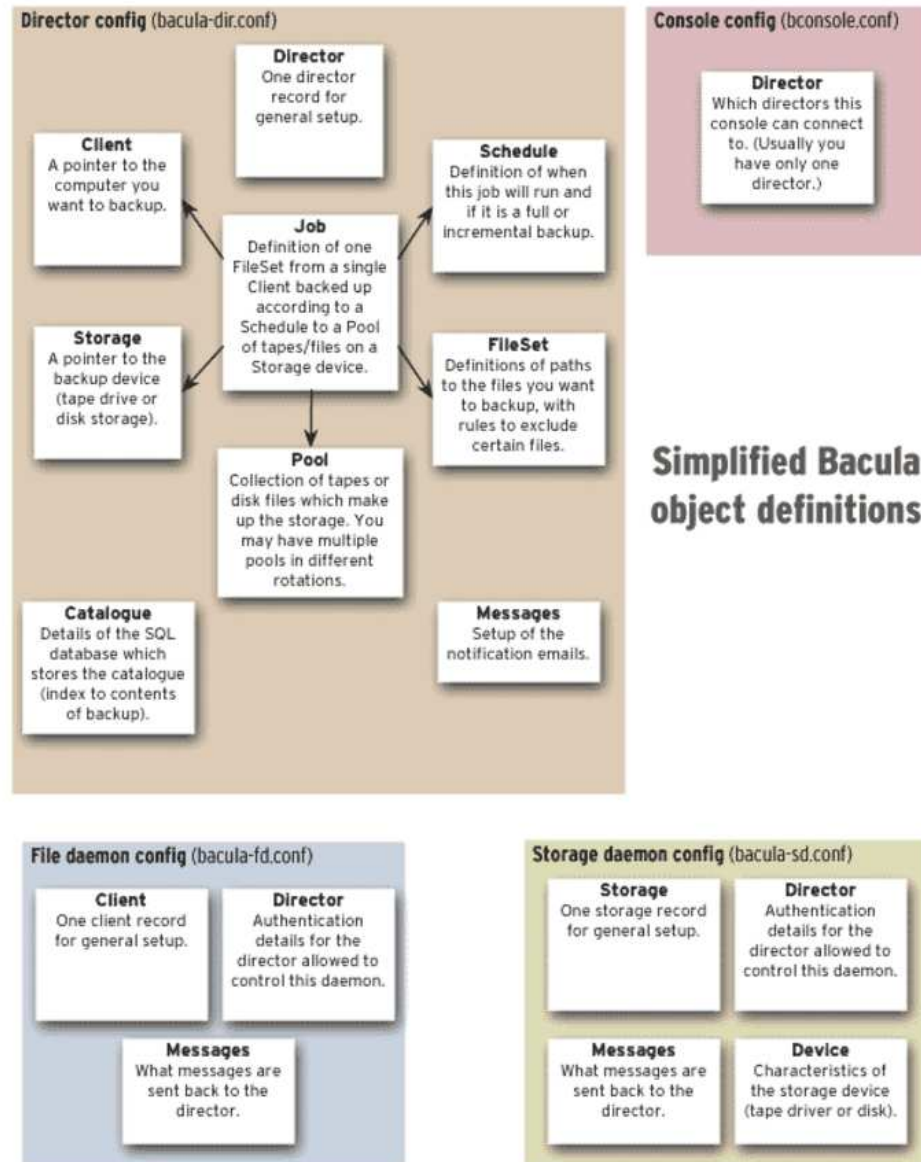 Director config (bacula-dir.conf)
Director
One director
record for
general setup.
Client
A pointer to the
computer you
want to backup.
Schedule
Definition of when
this job will run and
if it is a full or
incremental backup.
Job
Definition of one
FileSet from a single
Client backed up
according to a
Schedule to a Pool
of tapes/files on a
Storage device.
Storage
A pointer to the
backup device
(tape drive or
disk storage).
FileSet
Definitions of paths
to the files you want
to backup, with
rules to exclude
certain files.
Pool
Collection of tapes or
disk files which make
up the storage. You
may have multiple
pools in different
rotations.
Catalogue
Details of the SQL
database which
stores the catalogue
(index to contents
of backup).
Messages
Setup of the
notification emails.
Console config (bconsole.conf)
Director
Which directors this
console can connect
to. (Usually you
have only one
director.)
Simplified Bacula
object definitions
File daemon config (bacula-fd.conf)
Client
One client record
for general setup.
Director
Authentication
details for the
director allowed to
control this daemon.
Messages
What messages are
sent back to the
director.
Storage daemon config (bacula-sd.conf)
Storage
One storage record
for general setup.
Director
Authentication
details for the
director allowed to
control this daemon.
Messages
What messages are
sent back to the
director.
Device
Characteristics of
the storage device
(tape driver or disk).